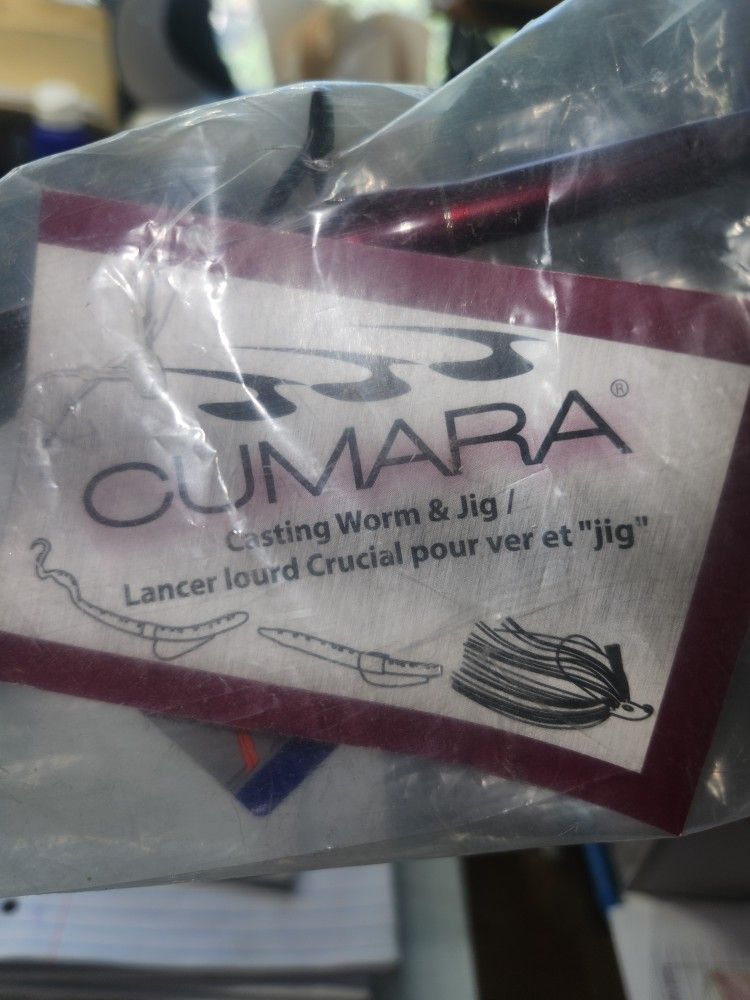 CUMARA®
Casting Worm & Jig /
Lancer lourd Crucial pour ver et "jig"